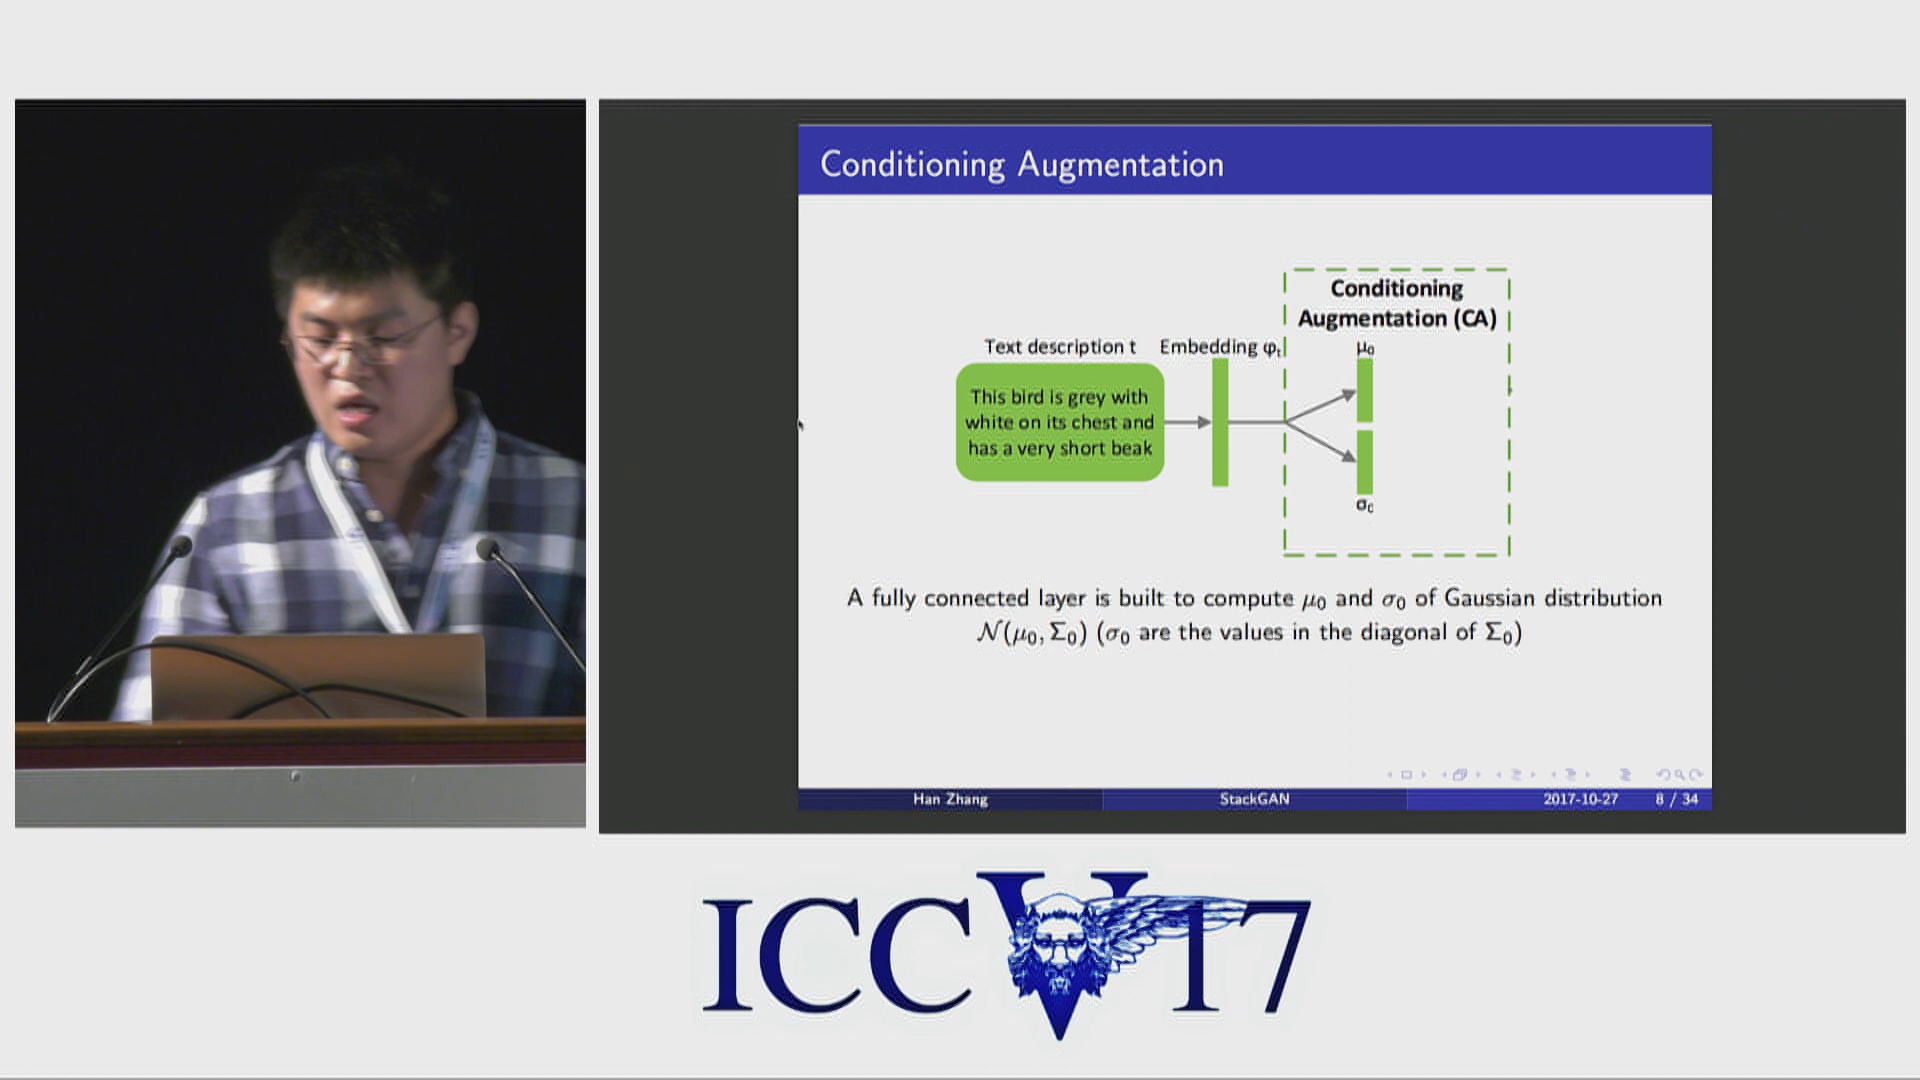 Conditioning Augmentation
Conditioning
Augmentation (CA)
Text description t
Embedding φt
μ0
This bird is grey with
white on its chest and
has a very short beak
σ0
A fully connected layer is built to compute μ0 and σ0 of Gaussian distribution
N(μ0, Σ0) (σ0 are the values in the diagonal of Σ0)
Han Zhang
StackGAN
2017-10-27
8 / 34
ICCV17